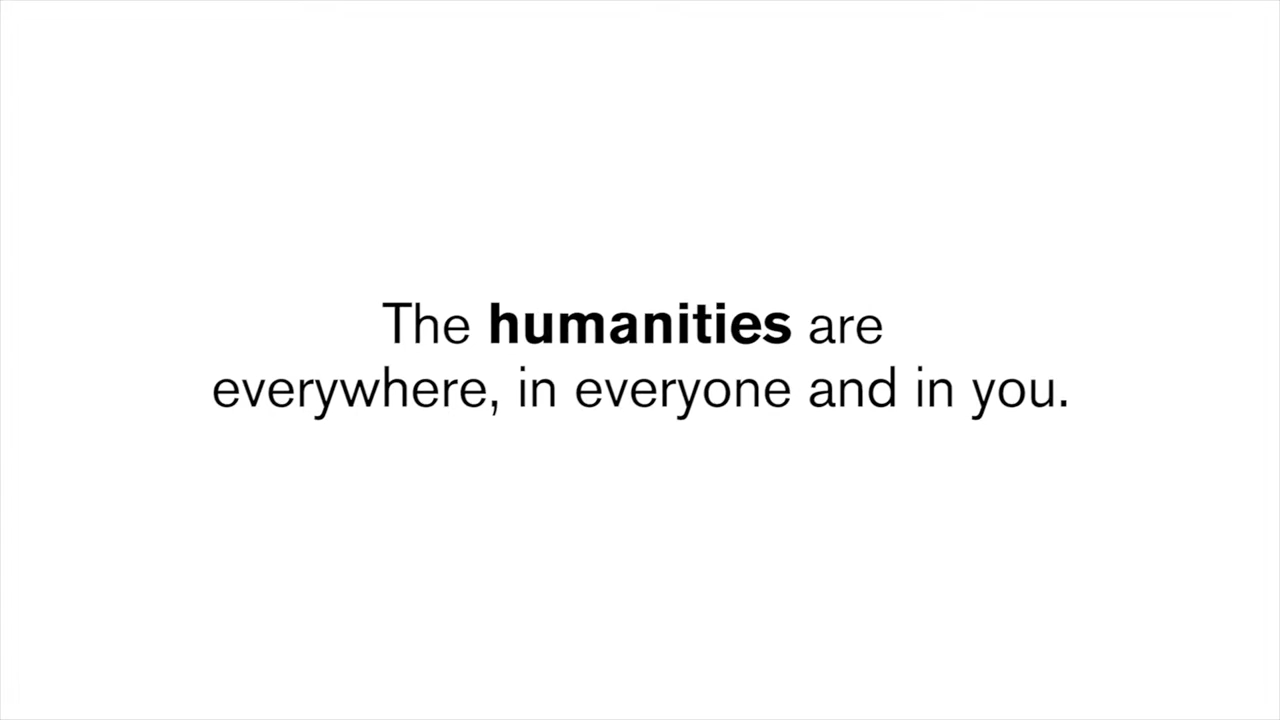 The humanities are
everywhere, in everyone and in you.